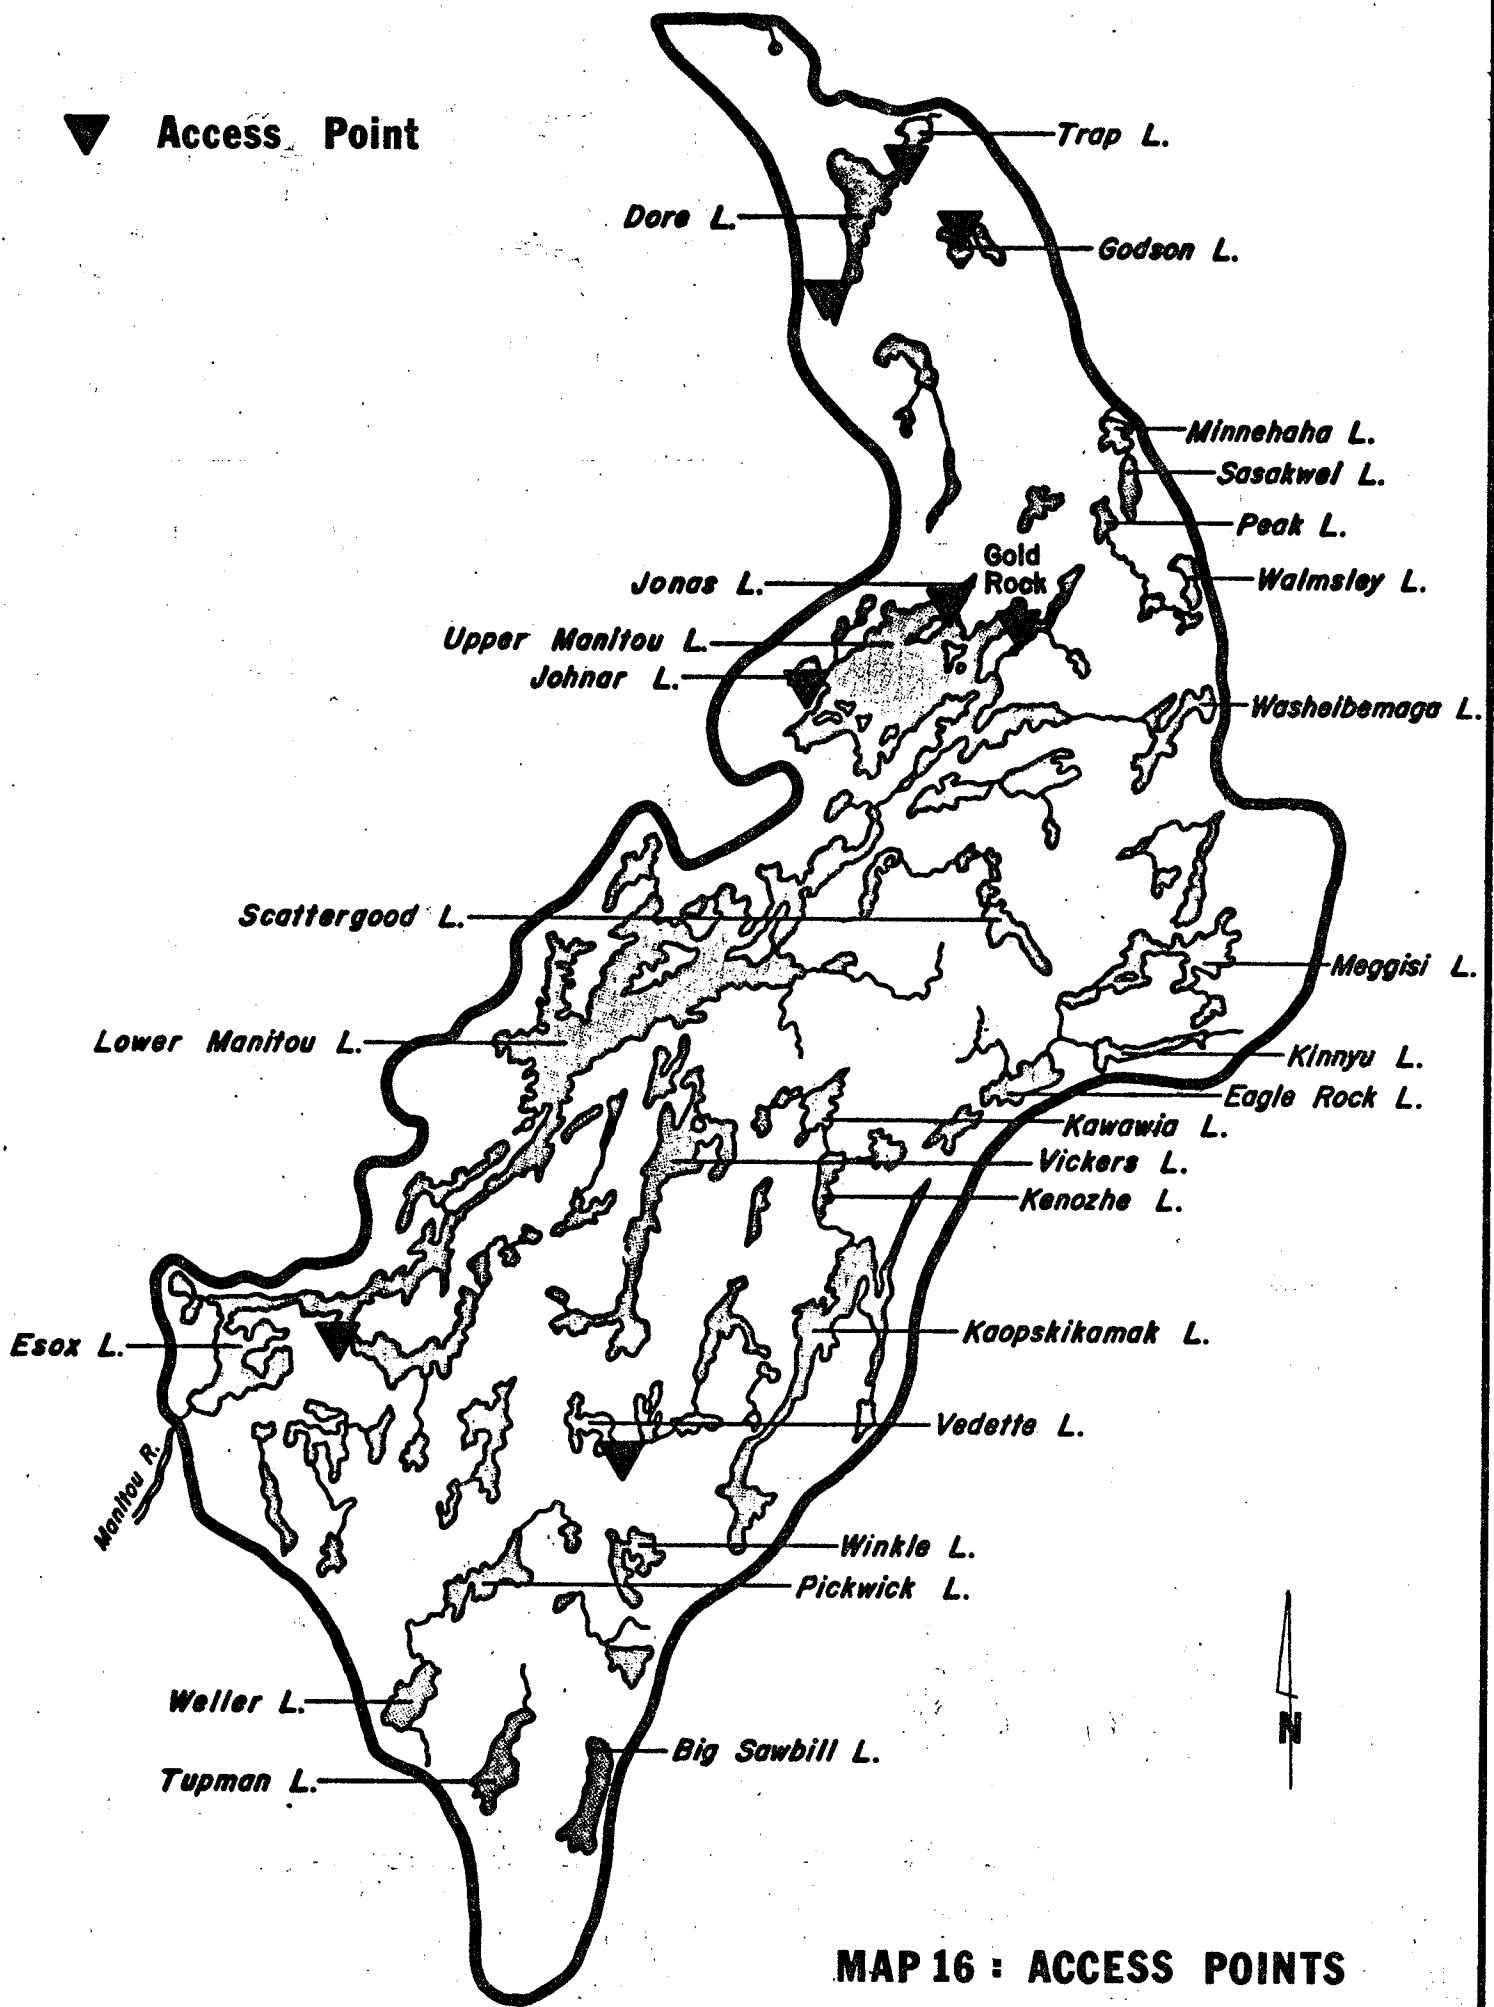 Access Point
Trap L.
Dore L.
Godson L.
Minnehaha L.
Sasakwei L.
Peak L.
Gold
Rock
Jonas L.
Walmsley L.
Upper Manitou L.
Johnar L.
Washeibemaga L.
Scattergood L.
Meggisi L.
Lower Manitou L.
Kinnyu L.
Eagle Rock L.
Kawawia L.
Vickers L.
Kenozhe L.
Kaopskikamak L.
Esox L.
Vedette L.
Manitou R.
Winkle L.
Pickwick L.
Weller L.
N
Big Sawbill L.
Tupman L.
MAP 16 : ACCESS POINTS